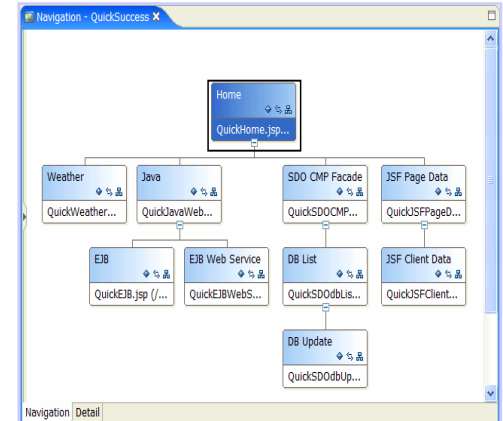 Navigation - QuickSuccess
Home
QuickHome.jsp...
Weather
Java
SDO CMP Facade
JSF Page Data
QuickWeather...
QuickJavaWeb...
QuickSDOCMP...
QuickJSFPageD...
EJB
EJB Web Service
DB List
JSF Client Data
QuickEJB.jsp (/...
QuickEJBWebS...
QuickSDOdbLis...
QuickJSFClient...
DB Update
QuickSDOdbUp...
Navigation Detail